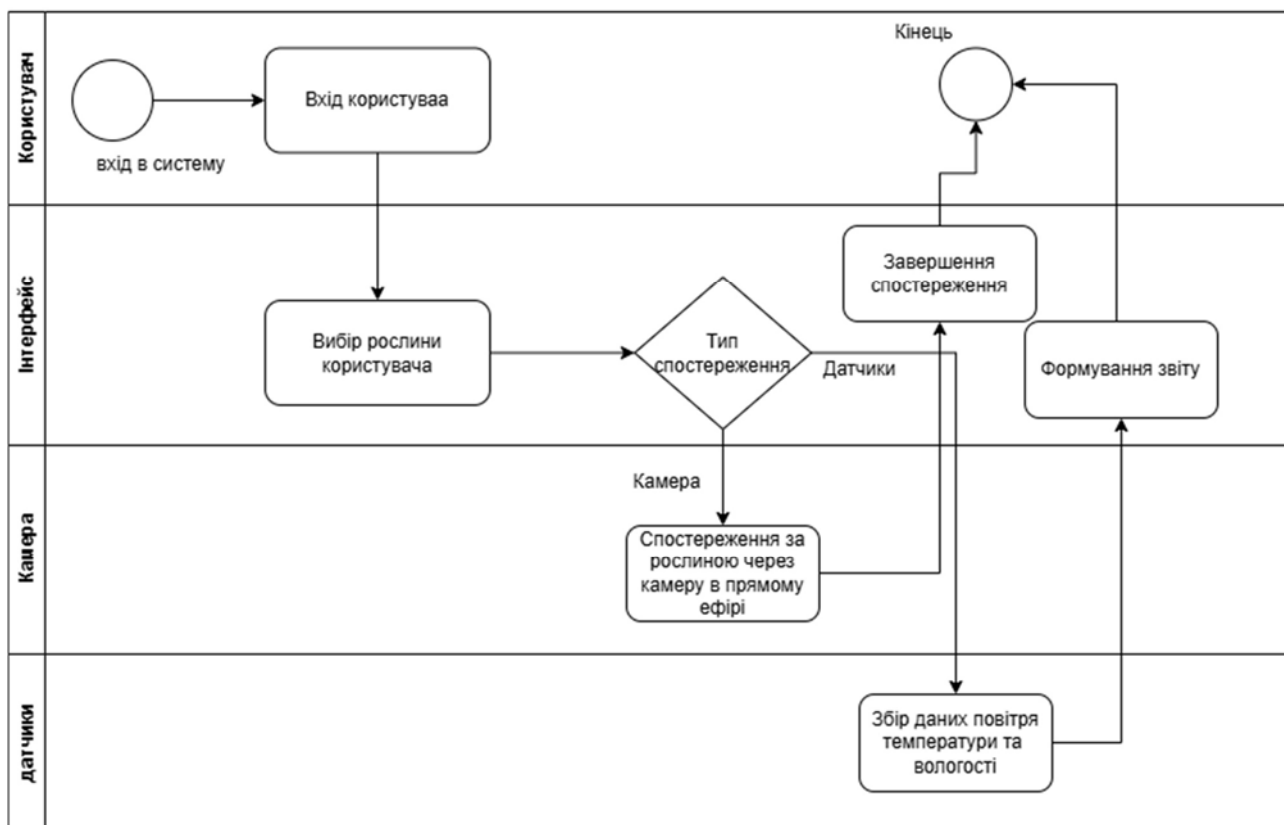 Користувач
вхід в систему
Вхід користуваа
Кінець
Інтерфейс
Вибір рослини
користувача
Тип
спостереження
Датчики
Завершення
спостереження
Формування звіту
Камера
Камера
Спостереження за
рослиною через
камеру в прямому
ефірі
датчики
Збір даних повітря
температури та
вологості